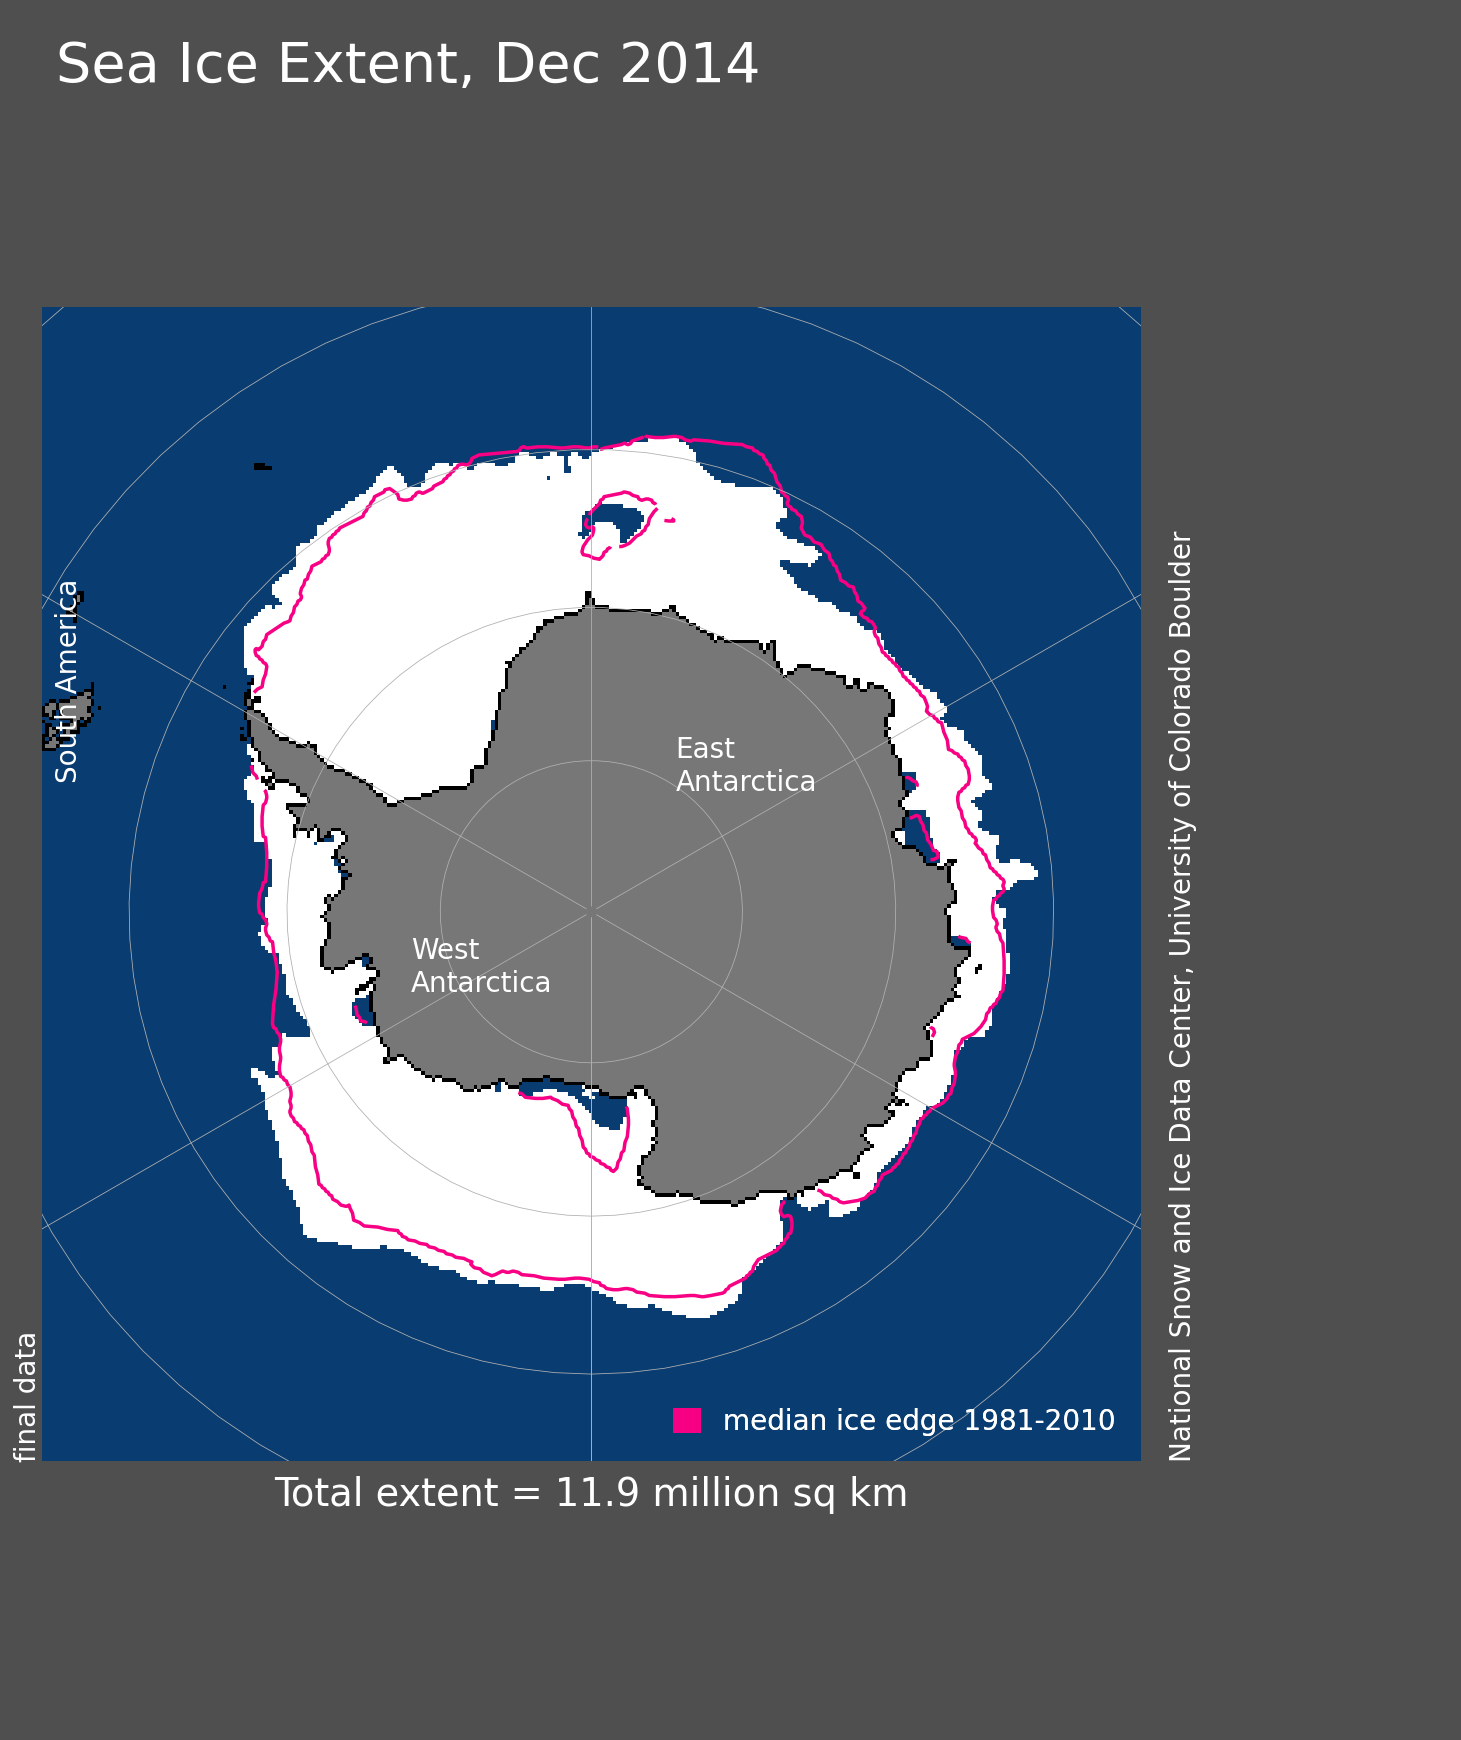 Sea Ice Extent, Dec 2014
South America
East
Antarctica
West
Antarctica
National Snow and Ice Data Center, University of Colorado Boulder
final data
median ice edge 1981-2010
Total extent = 11.9 million sq km